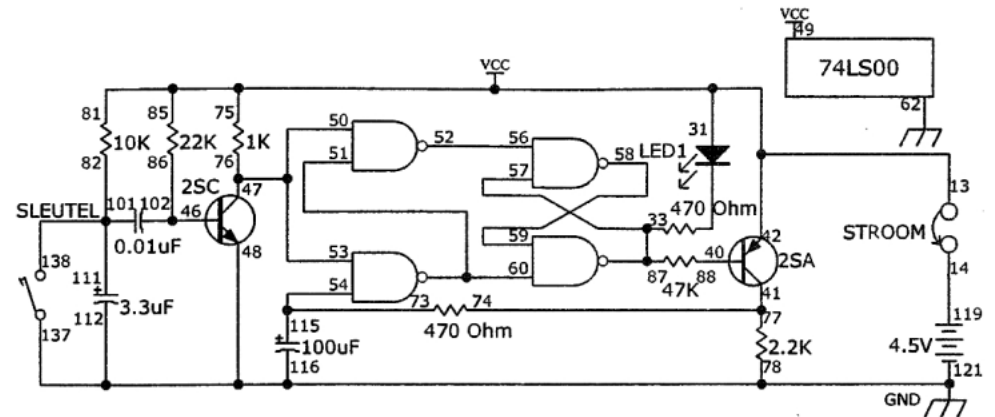 VCC
49
74LS00
62
VCC
81
10K
82
85
22K
86
75
1K
76
50
51
52
56
57
58
31
LED1
2SC
47
SLEUTEL
101
102
46
0.01uF
48
33
470 Ohm
13
STROOM
14
138
137
111
3.3uF
112
53
54
59
60
87
88
47K
40
42
2SA
41
73
74
470 Ohm
115
100uF
116
77
2.2K
78
119
4.5V
121
GND